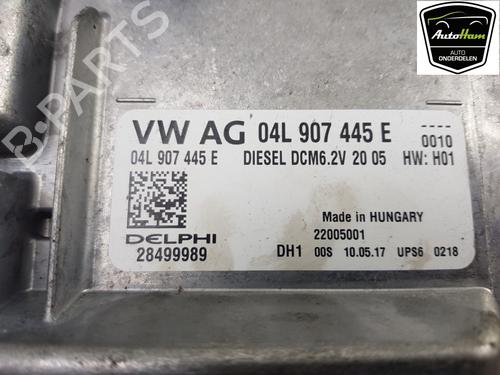 AutoHam
AUTO
ONDERDELEN
B-PARTS
VW AG 04L 907 445 E ----
0010
04L 907 445 E DIESEL DCM6.2V 20 05 HW: H01
Made in HUNGARY
DELPHI 22005001
28499989 DH1 00S 10.05.17 UPS6 0218